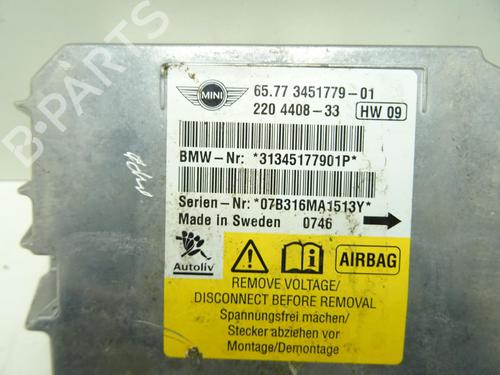 B-PARTS
MINI
65.77 3451779-01
220 4408-33 HW 09
BMW-Nr: *31345177901P*
Serien-Nr: *07B316MA1513Y*
Made in Sweden 0746
Autoliv
AIRBAG
REMOVE VOLTAGE/
DISCONNECT BEFORE REMOVAL
Spannungsfrei machen/
Stecker abziehen vor
Montage/Demontage